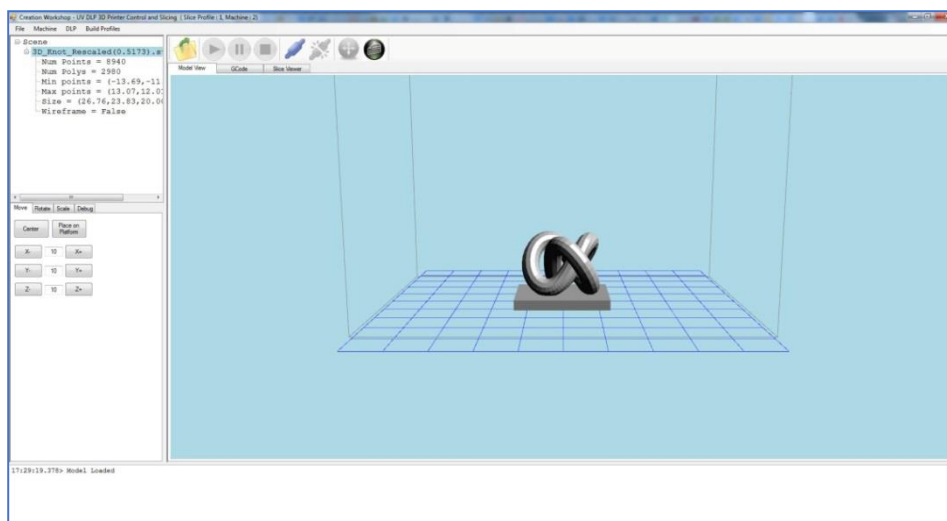 Creation Workshop - UV DLP 3D Printer Control and Slicing ( Slice Profile : 1, Machine : 2)
File Machine DLP Build Profiles
Scene
3D_Knot_Rescaled(0.5173).s
Num Points = 8940
Num Polys = 2980
Min points = (-13.69,-11
Max points = (13.07,12.0
Size = (26.76,23.83,20.0
Wireframe = False
Model View GCode Slice Viewer
Move Rotate Scale Debug
Center Place on
Platform
X- 10 X+
Y- 10 Y+
Z- 10 Z+
17:29:19.378> Model Loaded